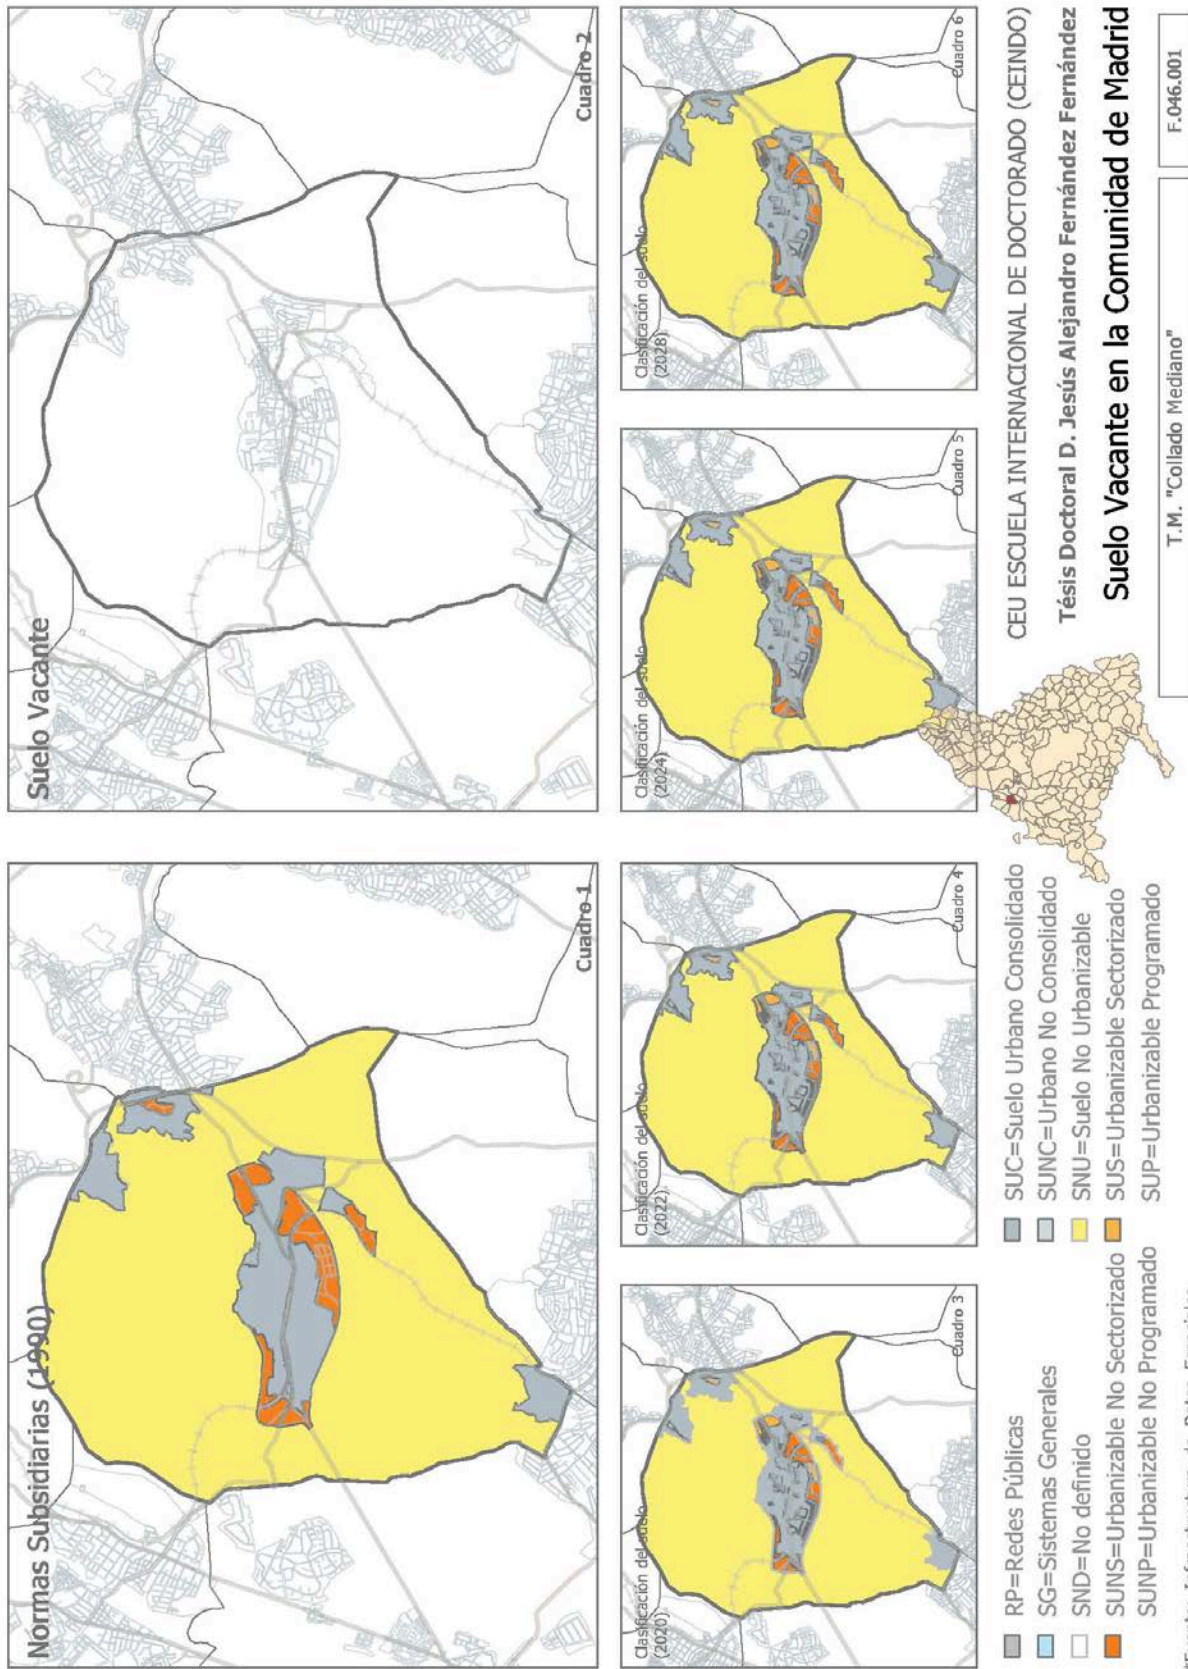 Normas Subsidiarias (1990)
Cuadro 1
Suelo Vacante
Cuadro 2
Clasificación del suelo
(2020)
Cuadro 3
Clasificación del suelo
(2022)
Cuadro 4
Clasificación del suelo
(2024)
Cuadro 5
Clasificación del suelo
(2028)
Cuadro 6
RP=Redes Públicas
SG=Sistemas Generales
SND=No definido
SUNS=Urbanizable No Sectorizado
SUNP=Urbanizable No Programado
SUC=Suelo Urbano Consolidado
SUNC=Urbano No Consolidado
SNU=Suelo No Urbanizable
SUS=Urbanizable Sectorizado
SUP=Urbanizable Programado
CEU ESCUELA INTERNACIONAL DE DOCTORADO (CEINDO)
Tésis Doctoral D. Jesús Alejandro Fernández Fernández
Suelo Vacante en la Comunidad de Madrid
T.M. "Collado Mediano"
F.046.001